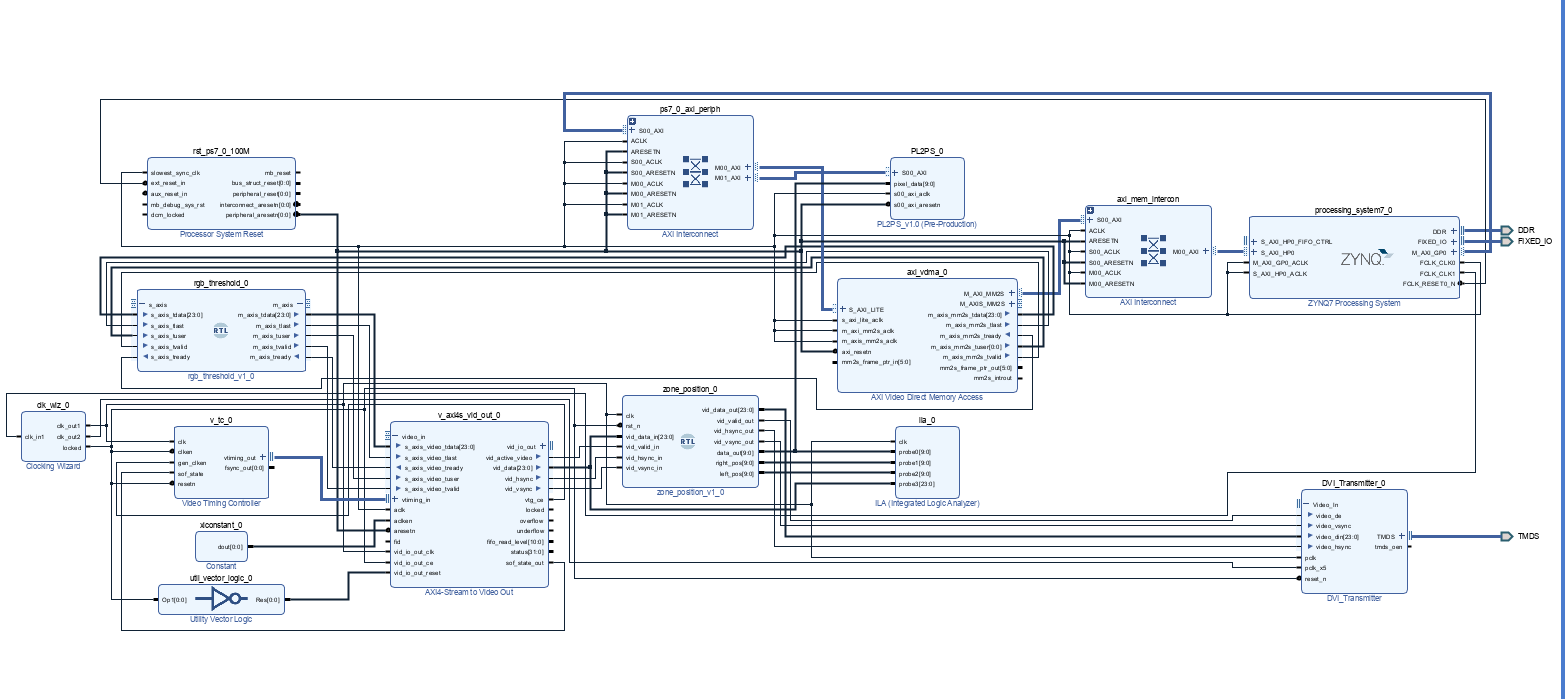 ps7_0_axi_periph
S00_AXI
ACLK
ARESETN
S00_ACLK
S00_ARESETN
M00_ACLK
M00_ARESETN
M01_ACLK
M01_ARESETN
M00_AXI
M01_AXI
AXI Interconnect
rst_ps7_0_100M
slowest_sync_clk
ext_reset_in
aux_reset_in
mb_debug_sys_rst
dcm_locked
mb_reset
bus_struct_reset[0:0]
peripheral_reset[0:0]
interconnect_aresetn[0:0]
peripheral_aresetn[0:0]
Processor System Reset
PL2PS_0
S00_AXI
pixel_data[9:0]
s00_axi_aclk
s00_axi_aresetn
PL2PS_v1.0 (Pre-Production)
axi_mem_intercon
S00_AXI
ACLK
ARESETN
S00_ACLK
S00_ARESETN
M00_ACLK
M00_ARESETN
M00_AXI
AXI Interconnect
processing_system7_0
S_AXI_HP0_FIFO_CTRL
S_AXI_HP0
M_AXI_GP0_ACLK
S_AXI_HP0_ACLK
ZYNQ
DDR
FIXED_IO
M_AXI_GP0
FCLK_CLK0
FCLK_CLK1
FCLK_RESET0_N
ZYNQ7 Processing System
DDR
FIXED_IO
rgb_threshold_0
s_axis
s_axis_tdata[23:0]
s_axis_tlast
s_axis_tuser
s_axis_tvalid
s_axis_tready
RTL
m_axis
m_axis_tdata[23:0]
m_axis_tlast
m_axis_tuser
m_axis_tvalid
m_axis_tready
rgb_threshold_v1_0
axi_vdma_0
S_AXI_LITE
s_axi_lite_aclk
m_axi_mm2s_aclk
m_axis_mm2s_aclk
axi_resetn
mm2s_frame_ptr_in[5:0]
M_AXI_MM2S
M_AXIS_MM2S
m_axis_mm2s_tdata[23:0]
m_axis_mm2s_tlast
m_axis_mm2s_tready
m_axis_mm2s_tuser[0:0]
m_axis_mm2s_tvalid
mm2s_frame_ptr_out[5:0]
mm2s_introut
AXI Video Direct Memory Access
clk_wiz_0
clk_in1
clk_out1
clk_out2
locked
Clocking Wizard
v_tc_0
clk
clken
gen_clken
sof_state
resetn
vtiming_out
fsync_out[0:0]
Video Timing Controller
v_axi4s_vid_out_0
video_in
s_axis_video_tdata[23:0]
s_axis_video_tlast
s_axis_video_tready
s_axis_video_tuser
s_axis_video_tvalid
vtiming_in
aclk
aclken
aresetn
fid
vid_io_out_clk
vid_io_out_ce
vid_io_out_reset
vid_io_out
vid_active_video
vid_data[23:0]
vid_hsync
vid_vsync
vtg_ce
locked
overflow
underflow
fifo_read_level[10:0]
status[31:0]
sof_state_out
AXI4-Stream to Video Out
zone_position_0
clk
rst_n
vid_data_in[23:0]
vid_valid_in
vid_hsync_in
vid_vsync_in
RTL
vid_data_out[23:0]
vid_valid_out
vid_hsync_out
vid_vsync_out
data_out[9:0]
right_pos[9:0]
left_pos[9:0]
zone_position_v1_0
ila_0
clk
probe0[9:0]
probe1[9:0]
probe2[9:0]
probe3[23:0]
ILA (Integrated Logic Analyzer)
DVI_Transmitter_0
Video_In
video_de
video_vsync
video_din[23:0]
video_hsync
pclk
pclk_x5
reset_n
TMDS
tmds_oen
DVI_Transmitter
TMDS
xlconstant_0
dout[0:0]
Constant
util_vector_logic_0
Op1[0:0]
Res[0:0]
Utility Vector Logic